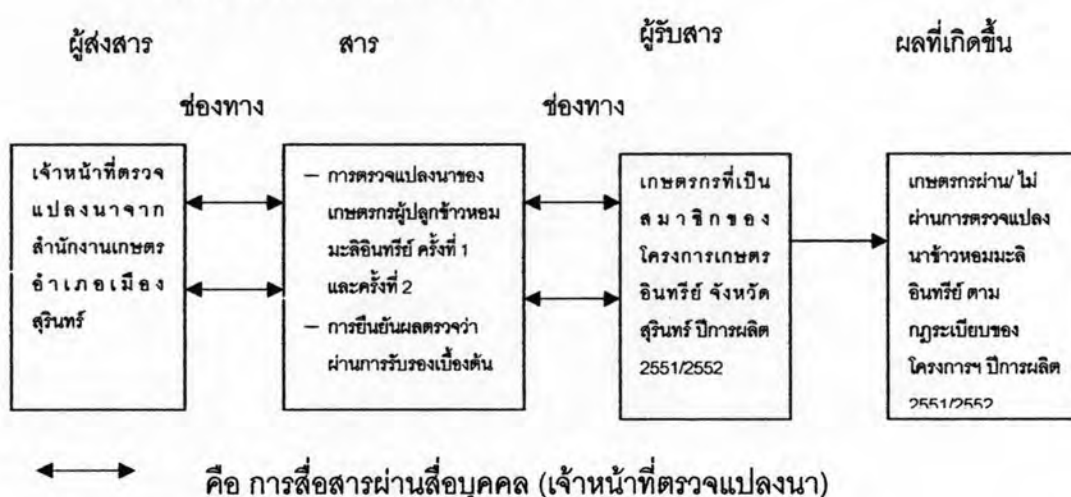 ผู้ส่งสาร
สาร
ผู้รับสาร
ผลที่เกิดขึ้น
ช่องทาง
ช่องทาง
เจ้าหน้าที่ตรวจ
แปลงนาจาก
สำนักงานเกษตร
อำเภอเมือง
สุรินทร์
– การตรวจแปลงนาของ
เกษตรกรผู้ปลูกข้าวหอม
มะลิอินทรีย์ ครั้งที่ 1
และครั้งที่ 2
– การยืนยันผลตรวจว่า
ผ่านการรับรองเบื้องต้น
เกษตรกรที่เป็น
สมาชิกของ
โครงการเกษตร
อินทรีย์ จังหวัด
สุรินทร์ ปีการผลิต
2551/2552
เกษตรกรผ่าน/ ไม่
ผ่านการตรวจแปลง
นาข้าวหอมมะลิ
อินทรีย์ ตาม
กฎระเบียบของ
โครงการฯ ปีการผลิต
2551/2552
คือ การสื่อสารผ่านสื่อบุคคล (เจ้าหน้าที่ตรวจแปลงนา)